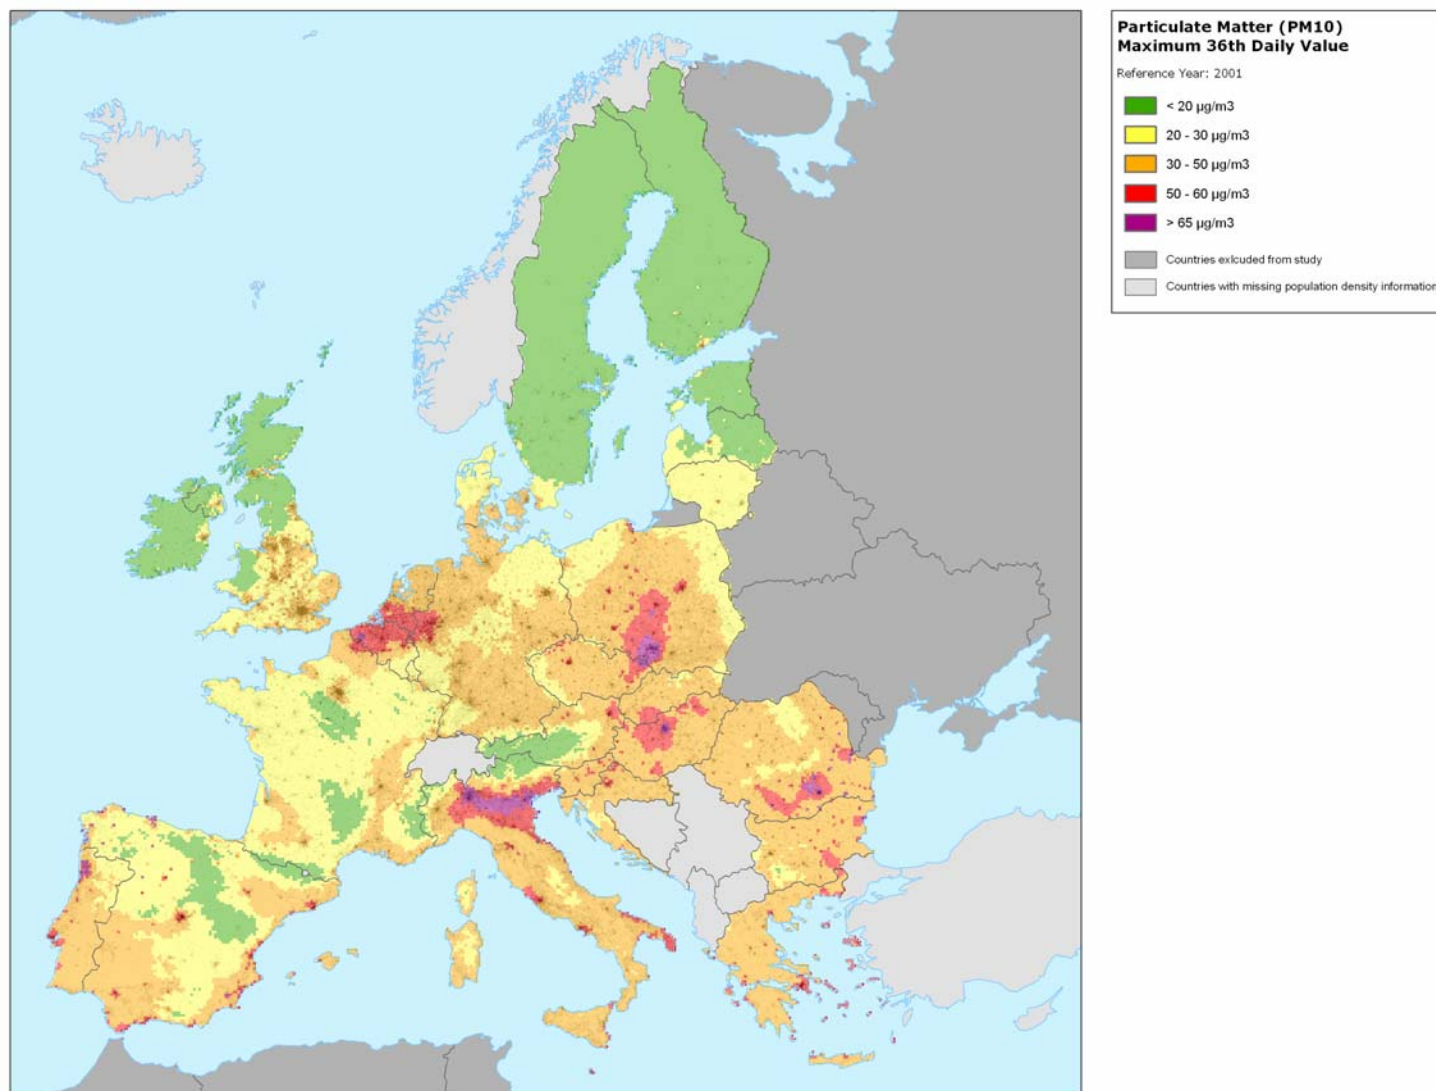 Particulate Matter (PM10)
Maximum 36th Daily Value
Reference Year: 2001
< 20 µg/m3
20 - 30 µg/m3
30 - 50 µg/m3
50 - 60 µg/m3
> 65 µg/m3
Countries exlcuded from study
Countries with missing population density information